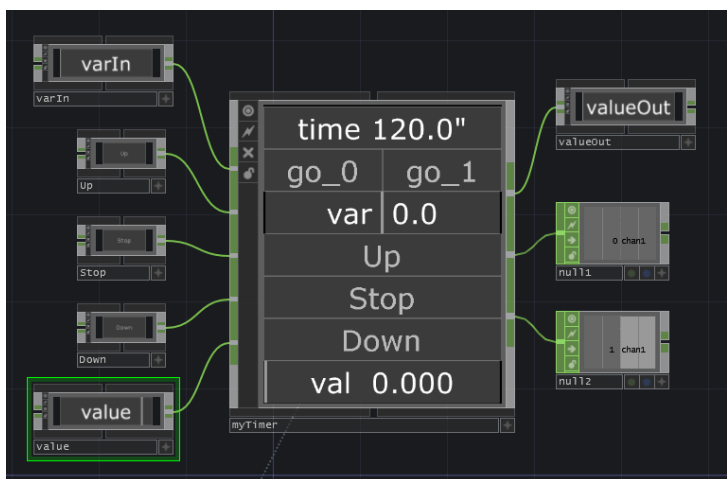 varIn
varIn
Up
Up
Stop
Stop
Down
Down
value
value
time 120.0"
go_0 go_1
var 0.0
Up
Stop
Down
val 0.000
myTimer
valueOut
valueOut
0 chan1
null1
1 chan1
null2